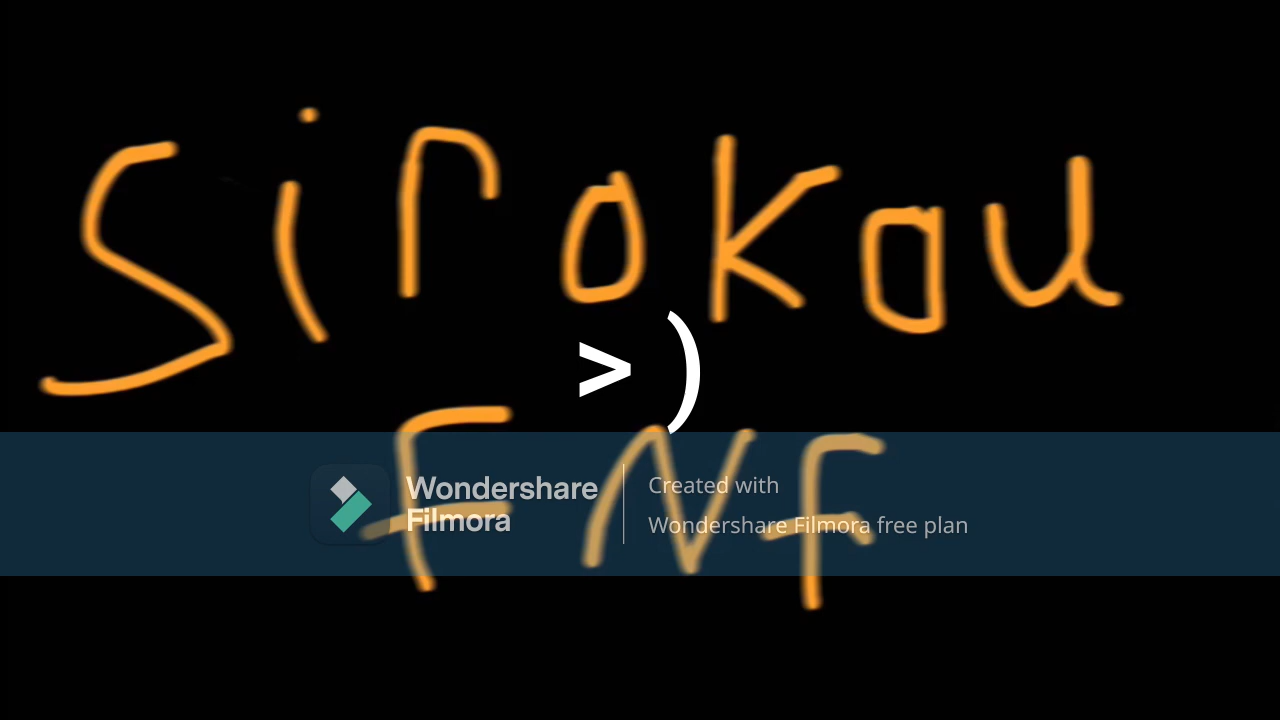 sirokou
>)
FNF
Wondershare
Filmora
Created with
Wondershare Filmora free plan